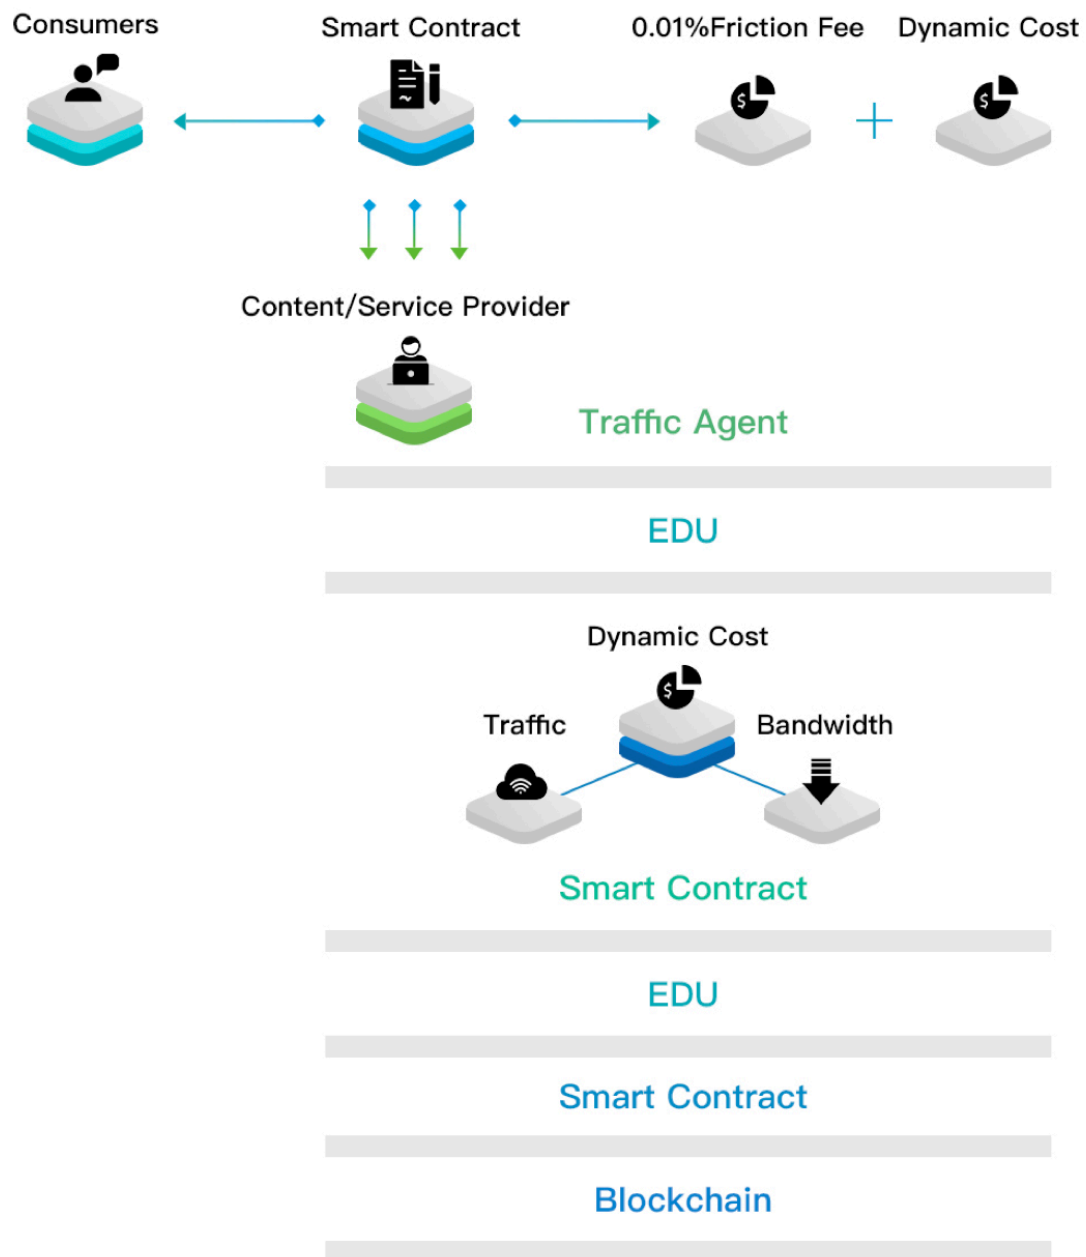 Consumers
Smart Contract
0.01%Friction Fee
Dynamic Cost
$
$
Content/Service Provider
Traffic Agent
EDU
Dynamic Cost
$
Traffic
Bandwidth
Smart Contract
EDU
Smart Contract
Blockchain